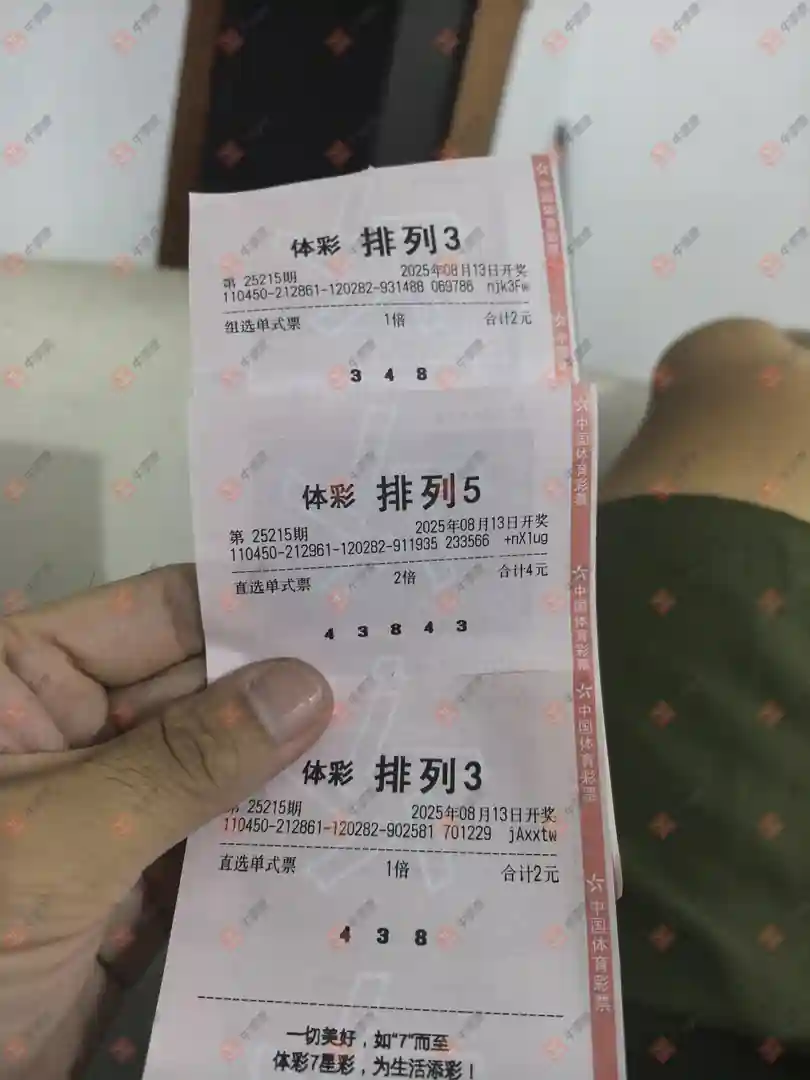 体彩 排列3
第 25215期 2025年08月13日开奖
110450-212861-120282-931488 069786 njk3Fw
组选单式票 1倍 合计2元
3 4 8
体彩 排列5
第 25215期 2025年08月13日开奖
110450-212961-120282-911935 233566 +nX1ug
直选单式票 2倍 合计4元
4 3 8 4 3
中国体育彩票
中国体育彩票
中国体育彩票
体彩 排列3
第 25215期 2025年08月13日开奖
110450-212861-120282-902581 701229 jAxxtw
直选单式票 1倍 合计2元
4 3 8
中国体育彩票
一切美好，如“7”而至
体彩7星彩，为生活添彩！